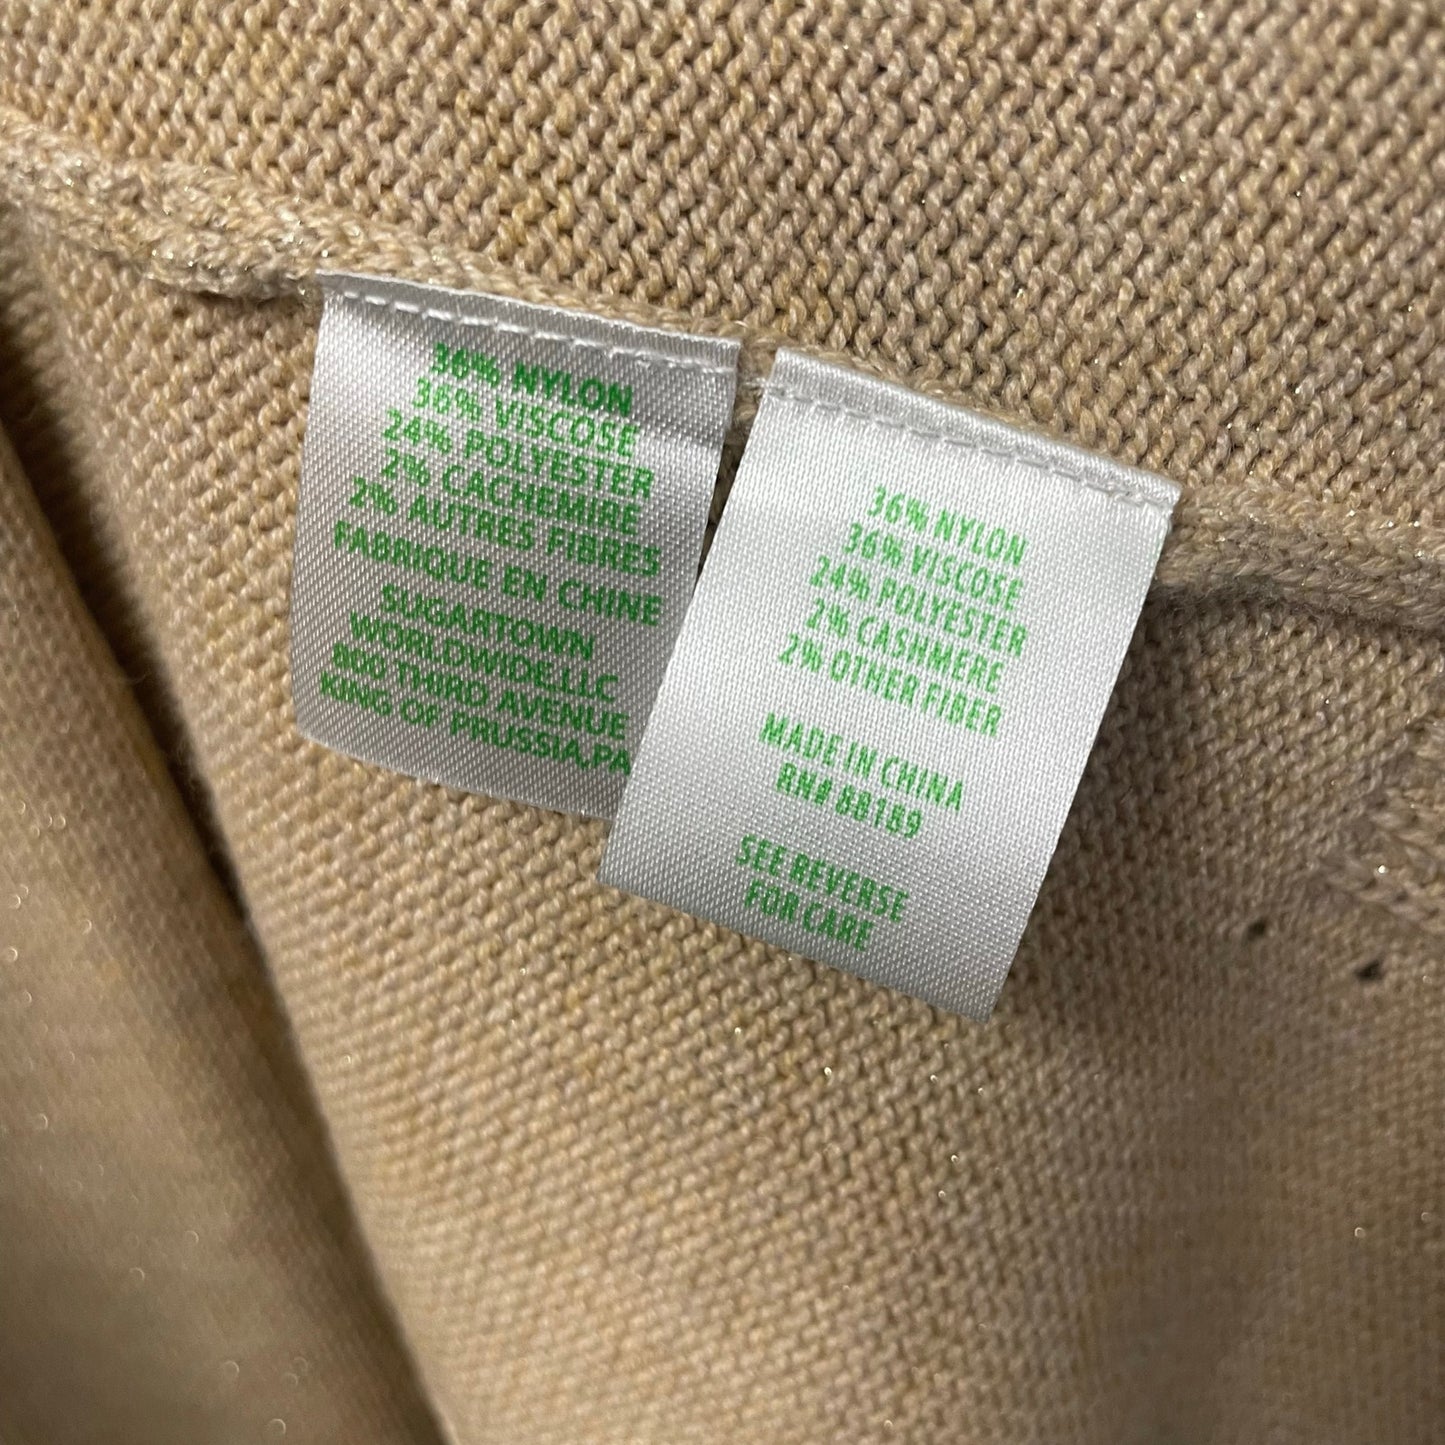 36% NYLON
36% VISCOSE
24% POLYESTER
2% CACHEMIRE
2% AUTRES FIBRES
FABRIQUE EN CHINE
SUGARTOWN
WORLDWIDE,LLC
800 THIRD AVENUE
KING OF PRUSSIA,PA
36% NYLON
36% VISCOSE
24% POLYESTER
2% CASHMERE
2% OTHER FIBER
MADE IN CHINA
RN# 88189
SEE REVERSE
FOR CARE